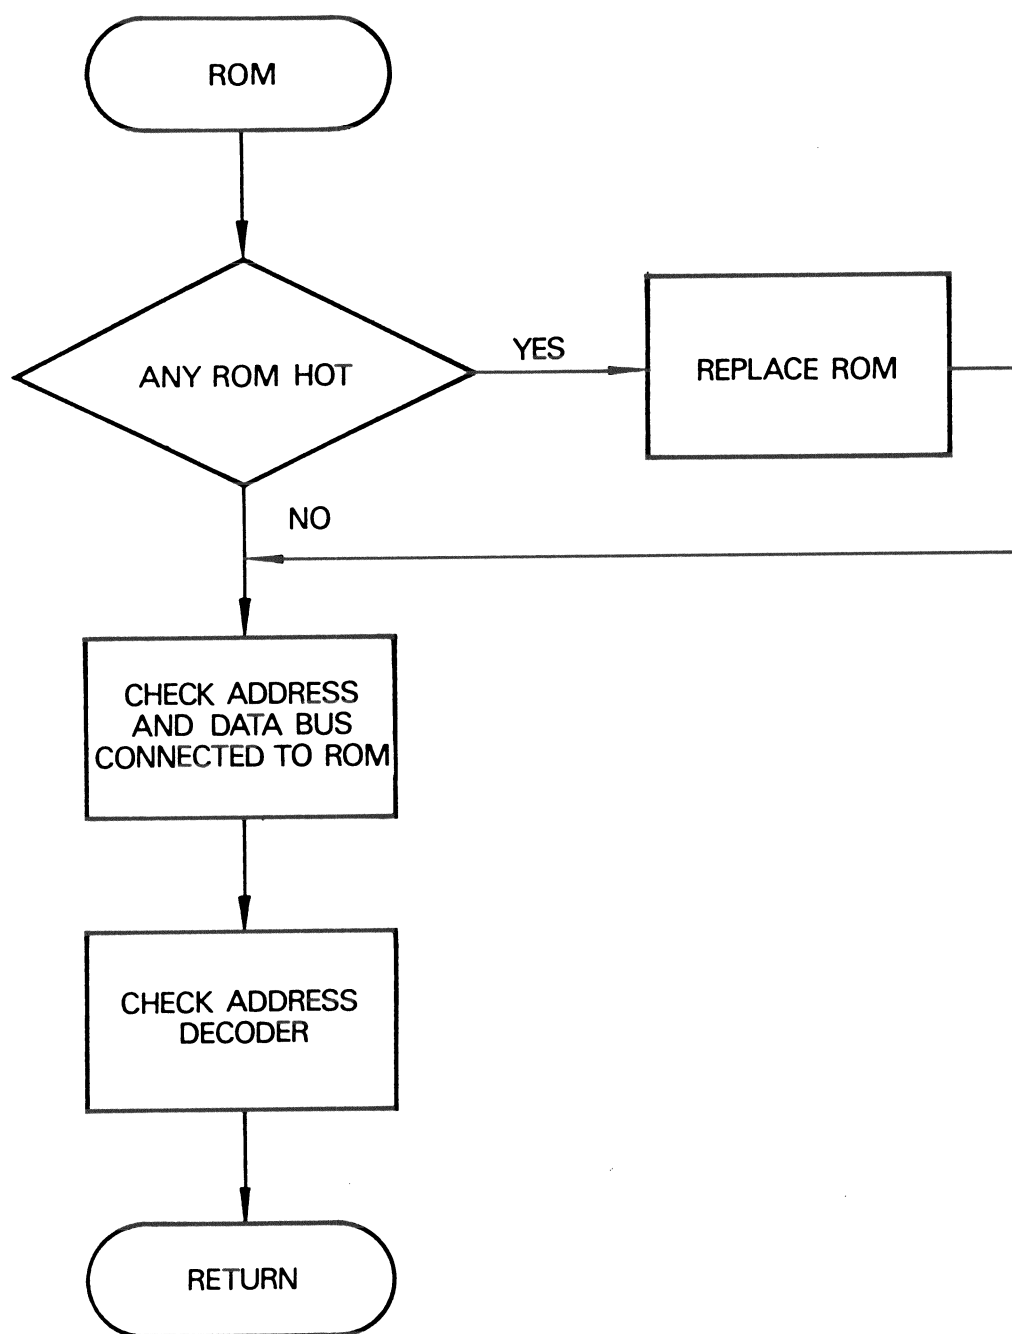 ROM
ANY ROM HOT
YES
REPLACE ROM
NO
CHECK ADDRESS
AND DATA BUS
CONNECTED TO ROM
CHECK ADDRESS
DECODER
RETURN